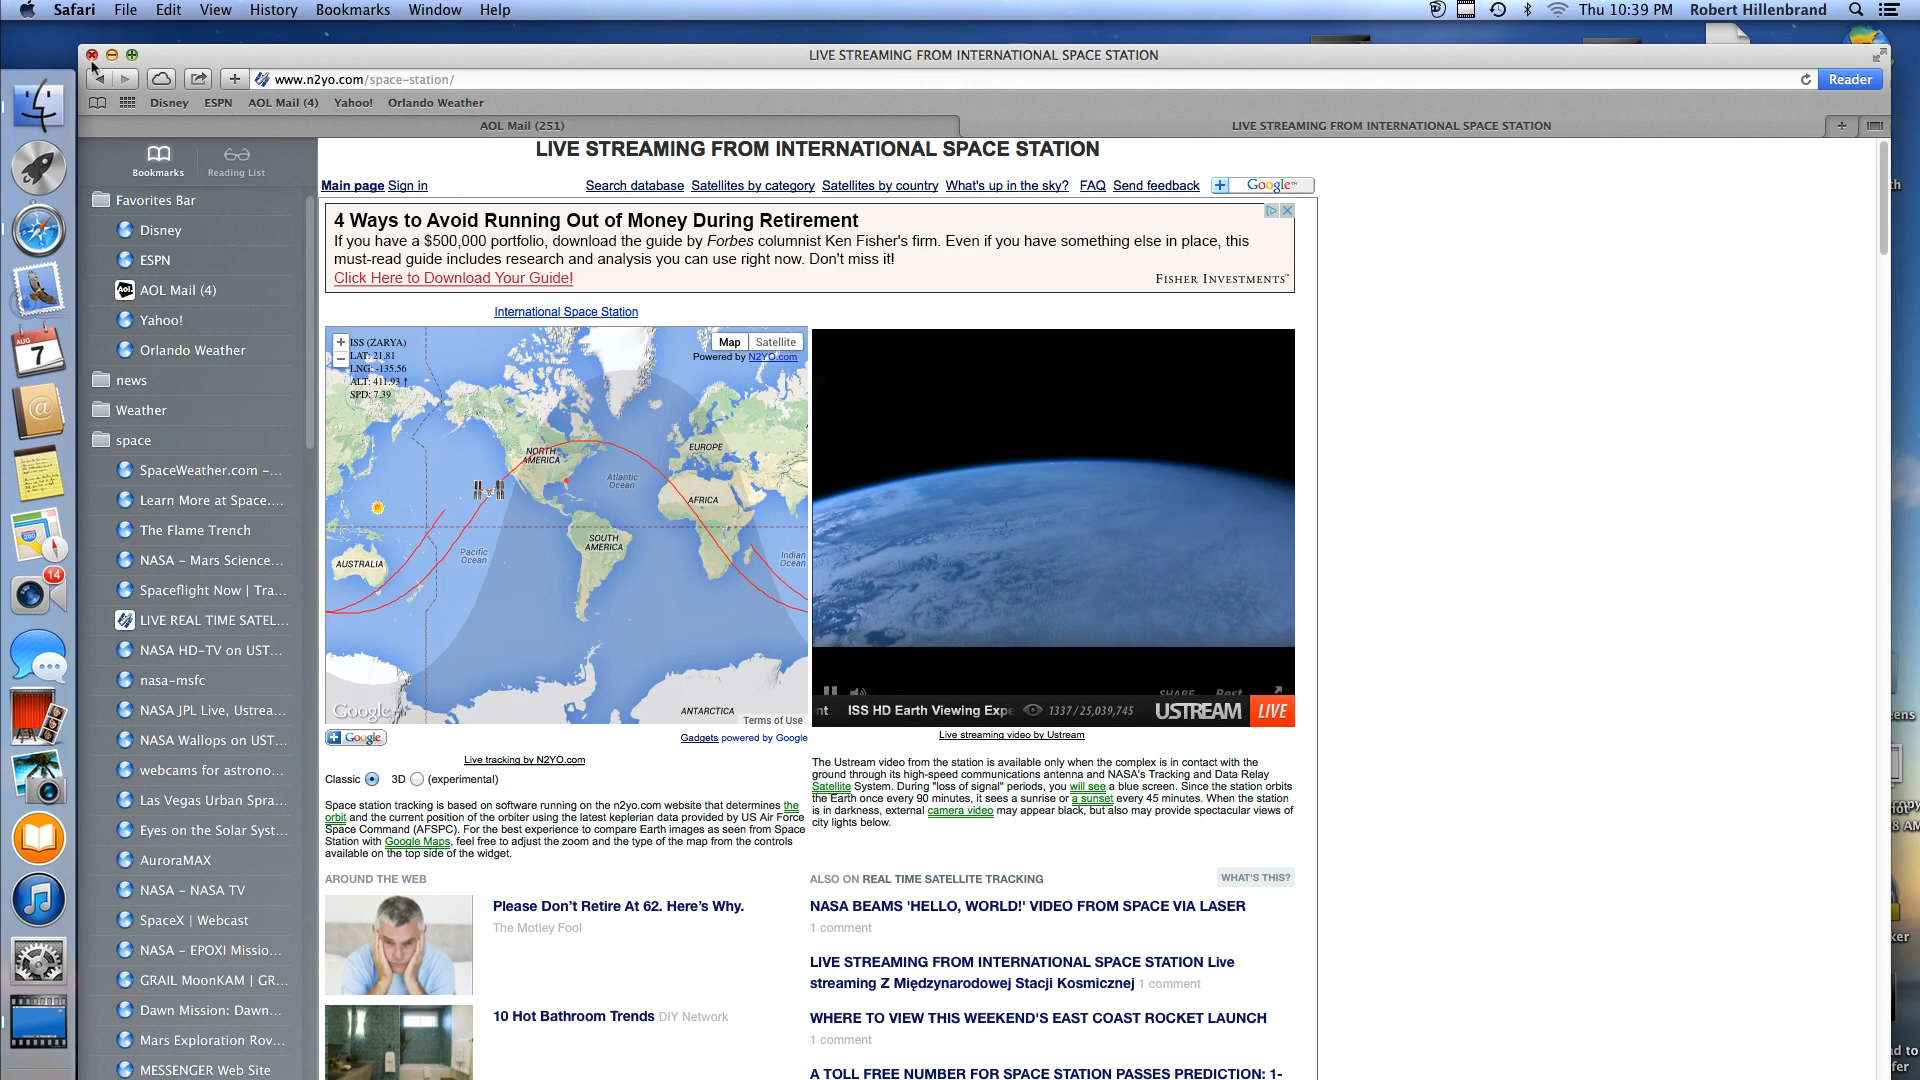 Safari File Edit View History Bookmarks Window Help
Thu 10:39 PM Robert Hillenbrand
LIVE STREAMING FROM INTERNATIONAL SPACE STATION
www.n2yo.com/space-station/
Reader
Disney ESPN AOL Mail (4) Yahoo! Orlando Weather
AOL Mail (251)
LIVE STREAMING FROM INTERNATIONAL SPACE STATION
Bookmarks
Reading List
Favorites Bar
Disney
ESPN
Aol.
AOL Mail (4)
Yahoo!
Orlando Weather
news
Weather
space
SpaceWeather.com –...
Learn More at Space....
The Flame Trench
NASA – Mars Science...
Spaceflight Now | Tra...
LIVE REAL TIME SATEL...
NASA HD-TV on UST...
nasa-msfc
NASA JPL Live, Ustrea...
NASA Wallops on UST...
webcams for astrono...
Las Vegas Urban Spra...
Eyes on the Solar Syst...
AuroraMAX
NASA – NASA TV
SpaceX | Webcast
NASA – EPOXI Missio...
GRAIL MoonKAM | GR...
Dawn Mission: Dawn...
Mars Exploration Rov...
MESSENGER Web Site
AUG
7
14
LIVE STREAMING FROM INTERNATIONAL SPACE STATION
Main page Sign in
Search database Satellites by category Satellites by country What's up in the sky? FAQ Send feedback
Google™
4 Ways to Avoid Running Out of Money During Retirement
If you have a $500,000 portfolio, download the guide by Forbes columnist Ken Fisher's firm. Even if you have something else in place, this
must-read guide includes research and analysis you can use right now. Don't miss it!
Click Here to Download Your Guide!
FISHER INVESTMENTS™
International Space Station
ISS (ZARYA)
LAT: 21.81
LNG: -135.56
ALT: 411.93 ↑
SPD: 7.39
Map Satellite
Powered by N2YO.com
NORTH AMERICA
EUROPE
Atlantic Ocean
AFRICA
SOUTH AMERICA
Pacific Ocean
Indian
AUSTRALIA
ANTARCTICA
Google
Terms of Use
Google
Gadgets powered by Google
Live tracking by N2YO.com
Classic 3D (experimental)
Space station tracking is based on software running on the n2yo.com website that determines the
orbit and the current position of the orbiter using the latest keplerian data provided by US Air Force
Space Command (AFSPC). For the best experience to compare Earth images as seen from Space
Station with Google Maps, feel free to adjust the zoom and the type of the map from the controls
available on the top side of the widget.
SHARE Rest
nt ISS HD Earth Viewing Expe 1337/25,039,745 USTREAM LIVE
Live streaming video by Ustream
The Ustream video from the station is available only when the complex is in contact with the
ground through its high-speed communications antenna and NASA's Tracking and Data Relay
Satellite System. During "loss of signal" periods, you will see a blue screen. Since the station orbits
the Earth once every 90 minutes, it sees a sunrise or a sunset every 45 minutes. When the station
is in darkness, external camera video may appear black, but also may provide spectacular views of
city lights below.
AROUND THE WEB
Please Don't Retire At 62. Here's Why.
The Motley Fool
10 Hot Bathroom Trends DIY Network
ALSO ON REAL TIME SATELLITE TRACKING
WHAT'S THIS?
NASA BEAMS 'HELLO, WORLD!' VIDEO FROM SPACE VIA LASER
1 comment
LIVE STREAMING FROM INTERNATIONAL SPACE STATION Live
streaming Z Międzynarodowej Stacji Kosmicznej 1 comment
WHERE TO VIEW THIS WEEKEND'S EAST COAST ROCKET LAUNCH
1 comment
A TOLL FREE NUMBER FOR SPACE STATION PASSES PREDICTION: 1-